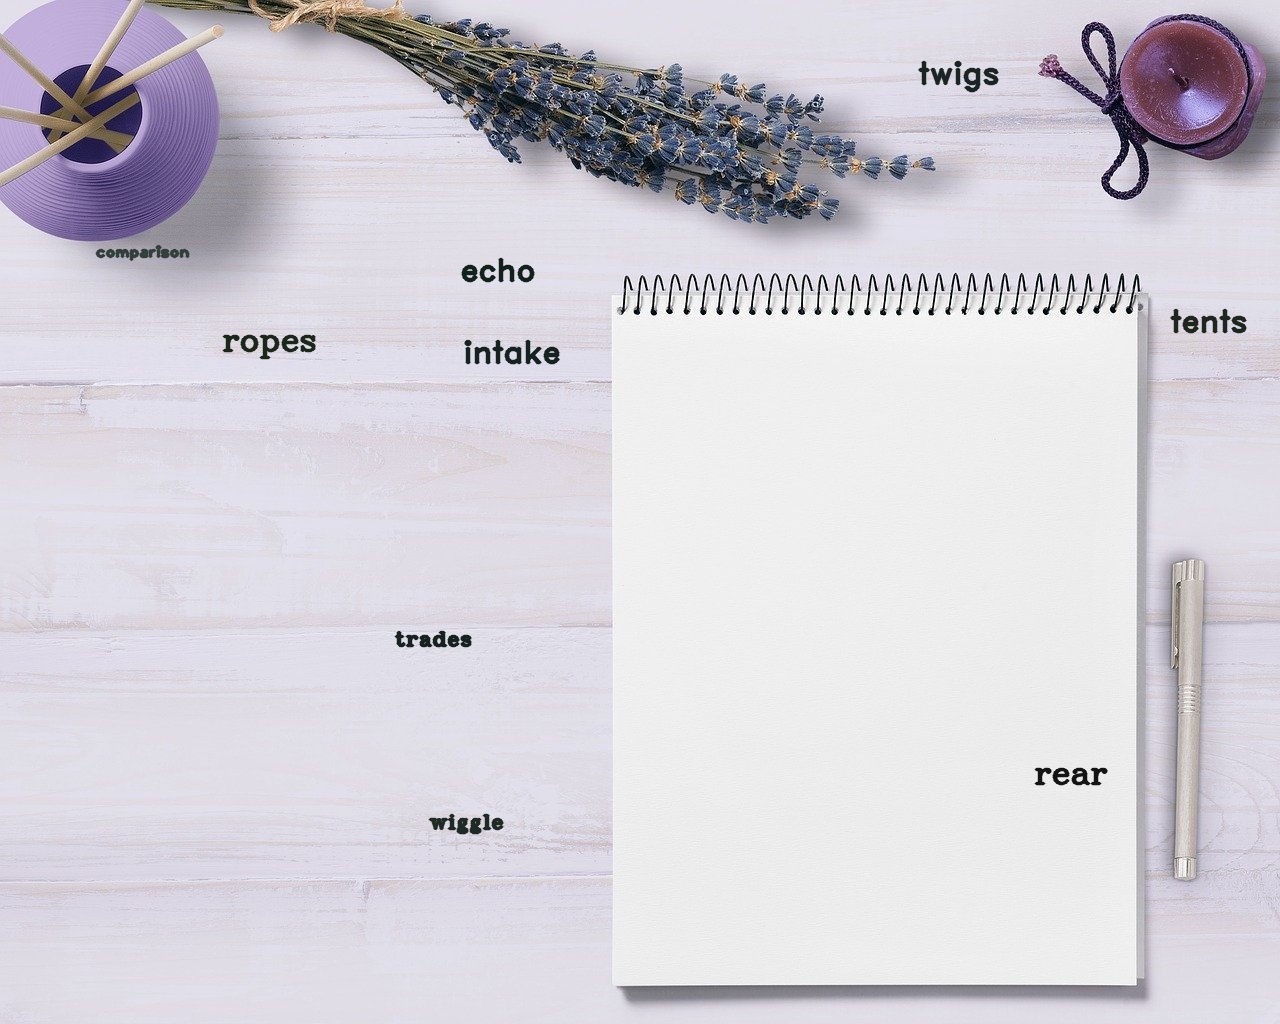 twigs
comparison
echo
tents
ropes
intake
trades
rear
wiggle